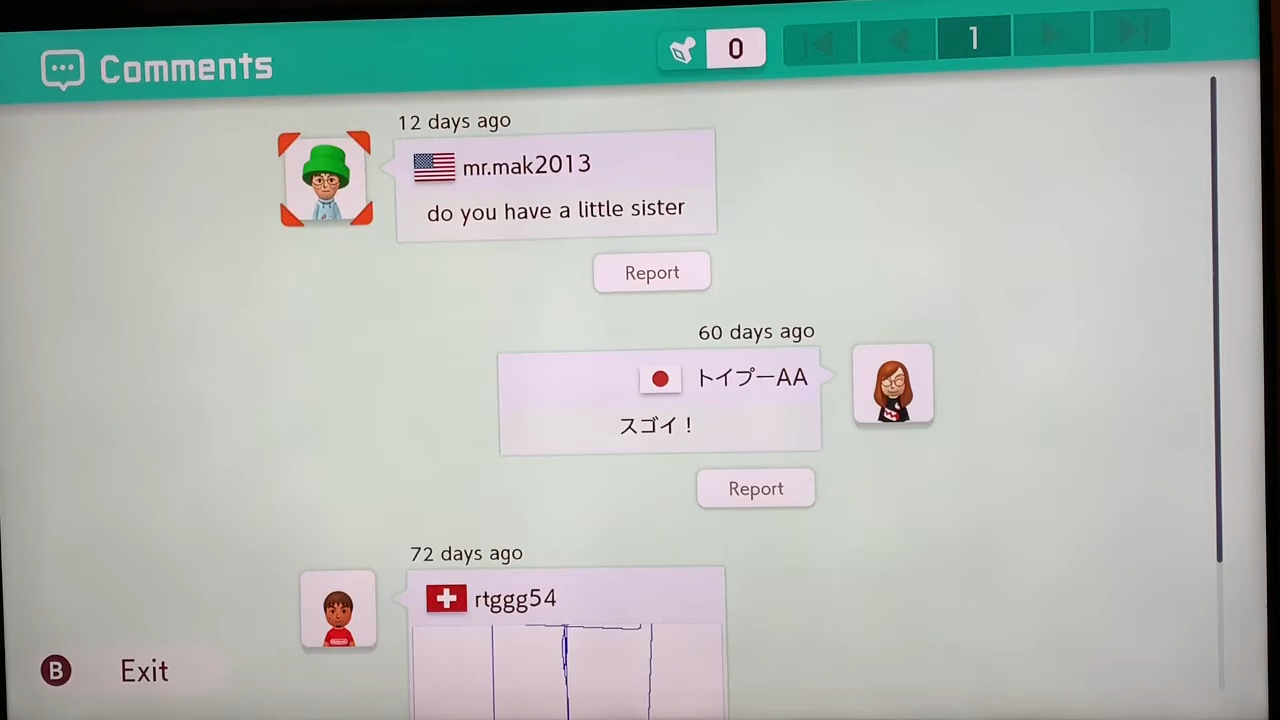 Comments
0
1
12 days ago
mr.mak2013
do you have a little sister
Report
60 days ago
トイプーAA
スゴイ！
Report
72 days ago
rtggg54
B Exit